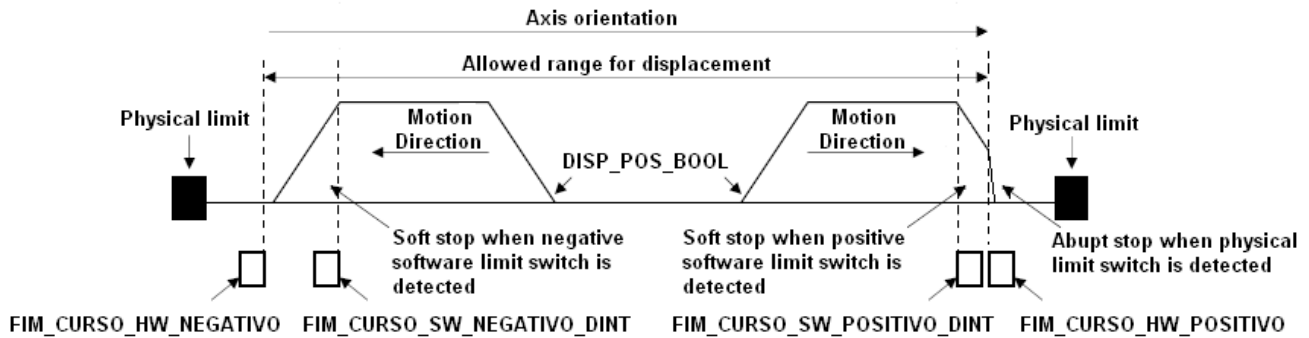 Axis orientation
Allowed range for displacement
Physical limit
Motion
Direction
DISP_POS_BOOL
Motion
Direction
Physical limit
Soft stop when negative
software limit switch is
detected
Soft stop when positive
software limit switch is
detected
Abupt stop when physical
limit switch is detected
FIM_CURSO_HW_NEGATIVO
FIM_CURSO_SW_NEGATIVO_DINT
FIM_CURSO_SW_POSITIVO_DINT
FIM_CURSO_HW_POSITIVO